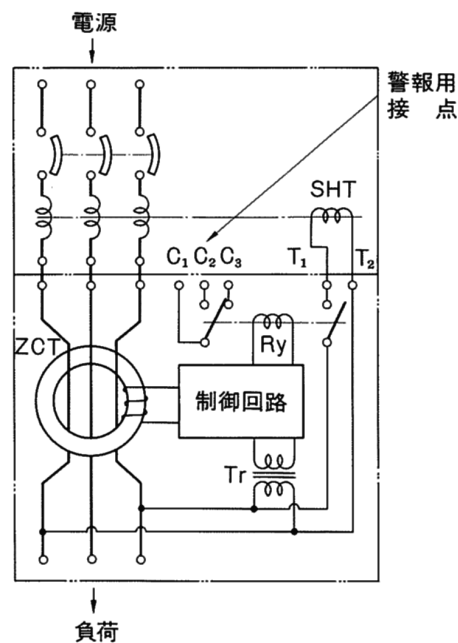 電源
警報用
接　点
SHT
C₁ C₂ C₃ T₁ T₂
ZCT
Ry
制御回路
Tr
負荷